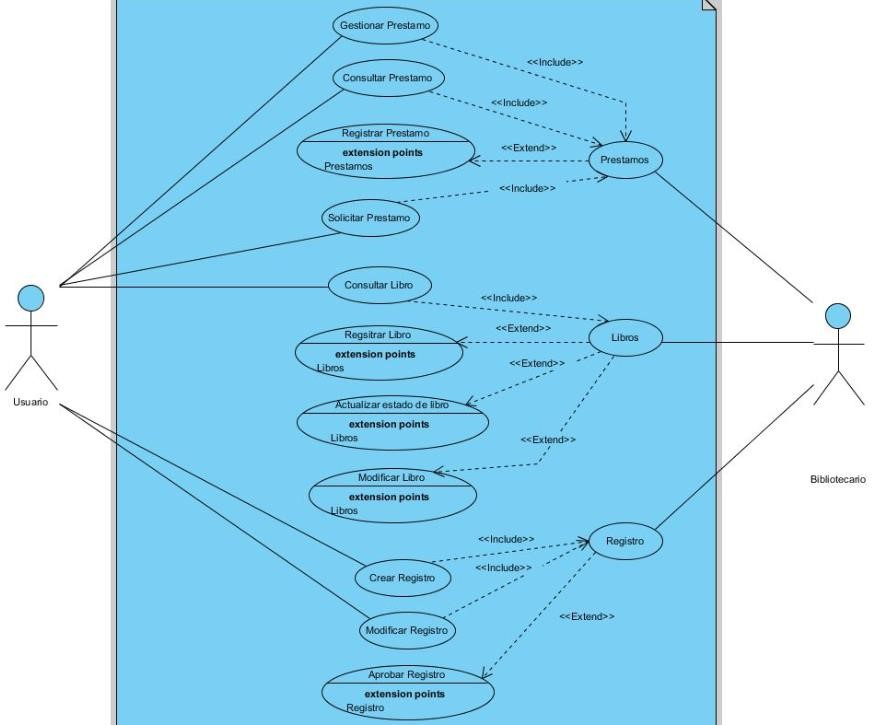 Gestionar Prestamo
<<Include>>
Consultar Prestamo
<<Include>>
Registrar Prestamo
extension points
Prestamos
<<Extend>>
Prestamos
<<Include>>
Solicitar Prestamo
Consultar Libro
<<Include>>
Regsitrar Libro
extension points
Libros
<<Extend>>
Libros
<<Extend>>
Actualizar estado de libro
extension points
Libros
Usuario
<<Extend>>
Modificar Libro
extension points
Libros
Bibliotecario
<<Include>>
Registro
<<Include>>
Crear Registro
<<Extend>>
Modificar Registro
Aprobar Registro
extension points
Registro